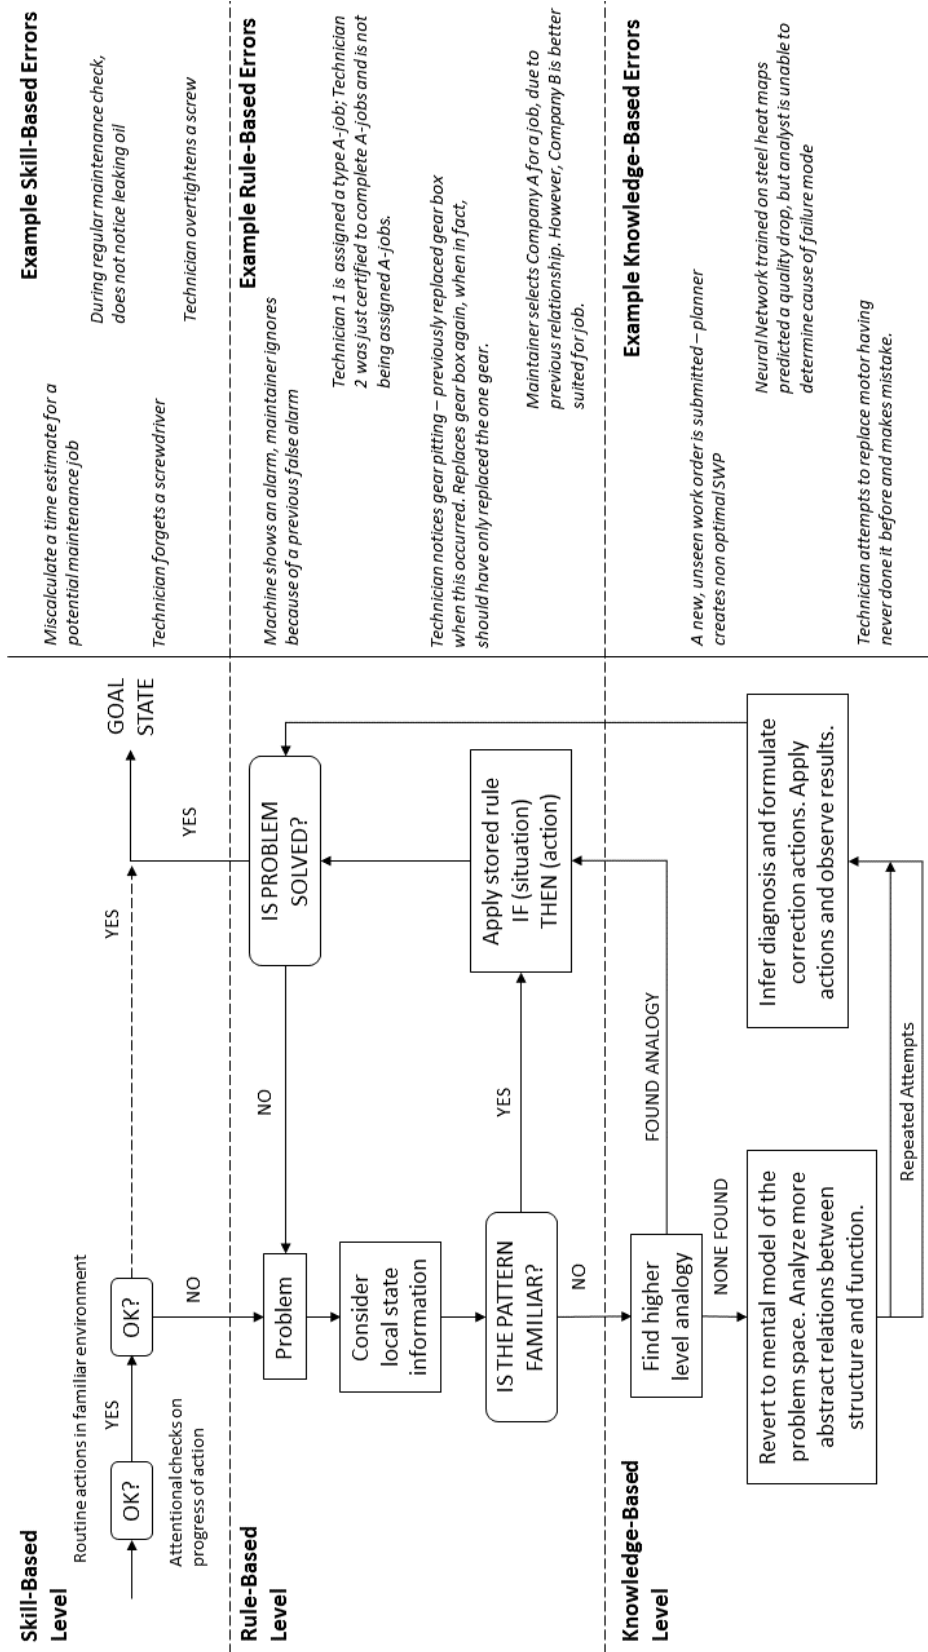 Skill-Based
Level
Routine actions in familiar environment
OK?
YES
OK?
YES
GOAL
STATE
Attentional checks on
progress of action
NO
YES
Example Skill-Based Errors
Miscalculate a time estimate for a
potential maintenance job
During regular maintenance check,
does not notice leaking oil
Technician forgets a screwdriver
Technician overtightens a screw
Rule-Based
Level
Problem
NO
IS PROBLEM
SOLVED?
Consider
local state
information
IS THE PATTERN
FAMILIAR?
YES
Apply stored rule
IF (situation)
THEN (action)
NO
Example Rule-Based Errors
Machine shows an alarm, maintainer ignores
because of a previous false alarm
Technician 1 is assigned a type A-job; Technician
2 was just certified to complete A-jobs and is not
being assigned A-jobs.
Technician notices gear pitting – previously replaced gear box
when this occurred. Replaces gear box again, when in fact,
should have only replaced the one gear.
Maintainer selects Company A for a job, due to
previous relationship. However, Company B is better
suited for job.
Knowledge-Based
Level
Find higher
level analogy
FOUND ANALOGY
NONE FOUND
Revert to mental model of the
problem space. Analyze more
abstract relations between
structure and function.
Infer diagnosis and formulate
correction actions. Apply
actions and observe results.
Repeated Attempts
Example Knowledge-Based Errors
A new, unseen work order is submitted – planner
creates non optimal SWP
Neural Network trained on steel heat maps
predicted a quality drop, but analyst is unable to
determine cause of failure mode
Technician attempts to replace motor having
never done it before and makes mistake.